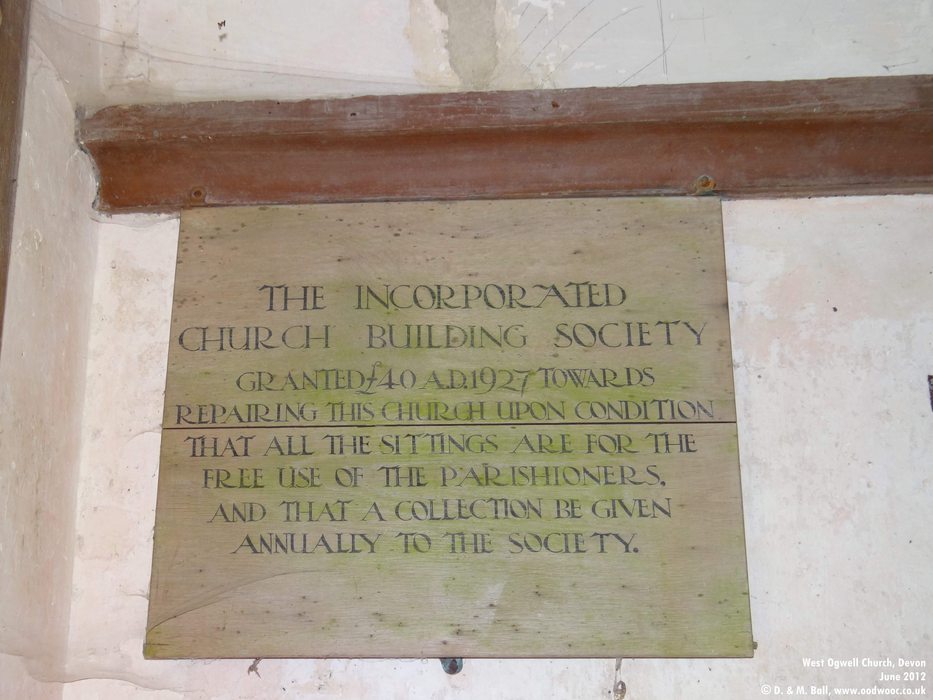 THE INCORPORATED
CHURCH BUILDING SOCIETY
GRANTED £40 A.D. 1927 TOWARDS
REPAIRING THIS CHURCH UPON CONDITION
THAT ALL THE SITTINGS ARE FOR THE
FREE USE OF THE PARISHIONERS,
AND THAT A COLLECTION BE GIVEN
ANNUALLY TO THE SOCIETY.
West Ogwell Church, Devon
June 2012
© D. & M. Ball, www.oodwooc.co.uk